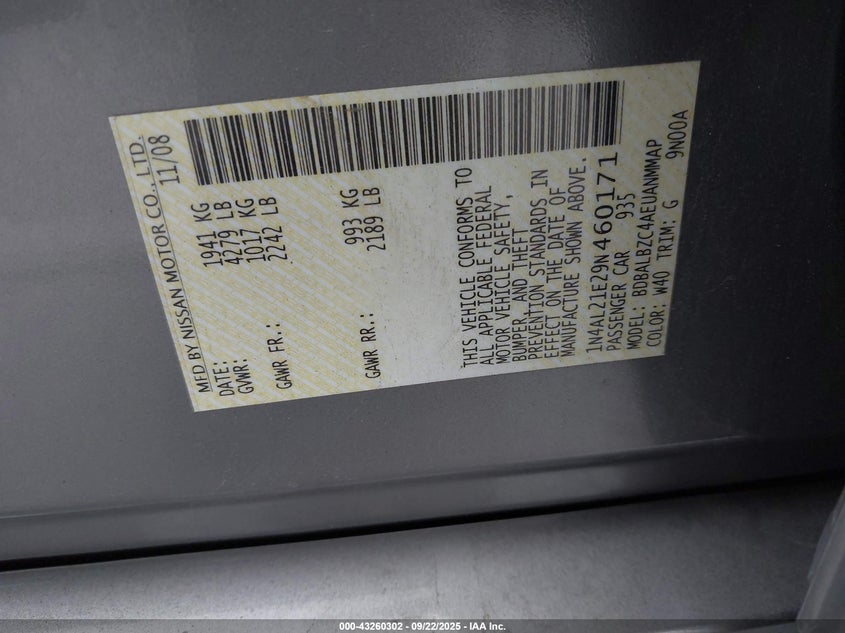 MFD BY NISSAN MOTOR CO., LTD.
DATE: 11/08
GVWR: 1941 KG
4279 LB
GAWR FR.: 1017 KG
2242 LB
GAWR RR.: 993 KG
2189 LB
THIS VEHICLE CONFORMS TO
ALL APPLICABLE FEDERAL
MOTOR VEHICLE SAFETY,
BUMPER, AND THEFT
PREVENTION STANDARDS IN
EFFECT ON THE DATE OF
MANUFACTURE SHOWN ABOVE.
1N4AL21E29N460171
PASSENGER CAR 935
MODEL: BDBALBZC4AEUANMMAP
COLOR: W40 TRIM: G 9N00A
000-43260302 - 09/22/2025 - IAA Inc.